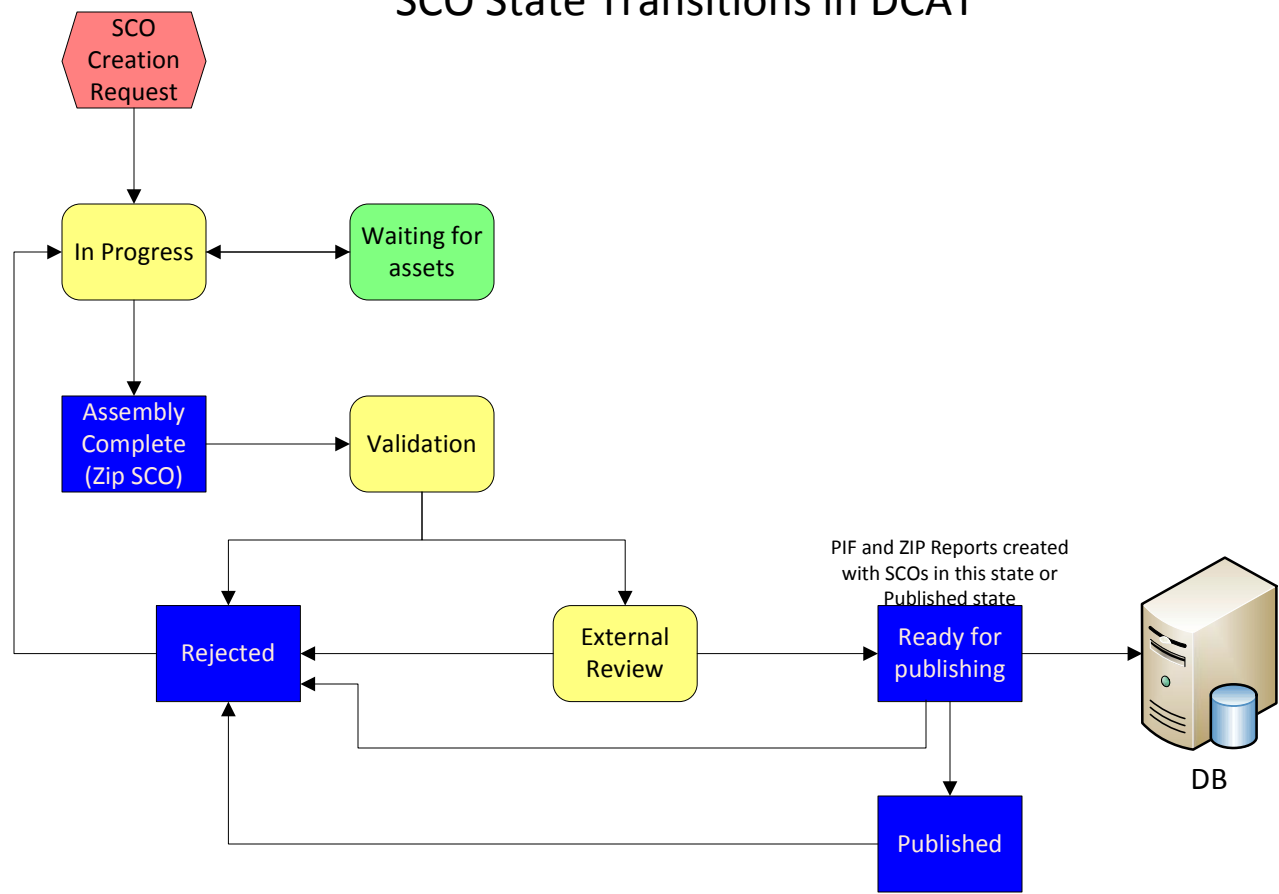 SCO State Transitions in DCAT
SCO
Creation
Request
In Progress
Waiting for
assets
Assembly
Complete
(Zip SCO)
Validation
PIF and ZIP Reports created
with SCOs in this state or
Published state
Rejected
External
Review
Ready for
publishing
DB
Published